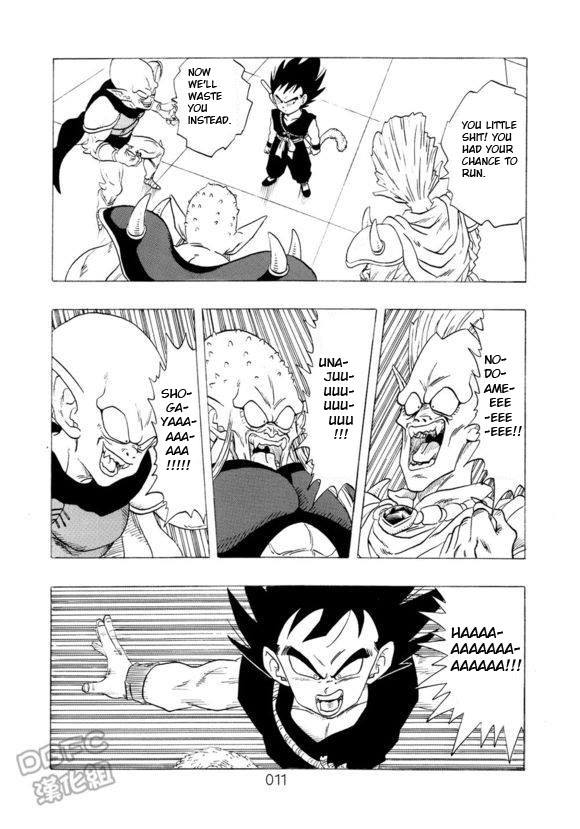 YOU LITTLE
SHIT! YOU
HAD YOUR
CHANCE TO
RUN.
NOW
WE'LL
WASTE
YOU
INSTEAD.
NO-
DO-
AME-
-EEE
-EEE
-EEE!!
UNA-
JUU-
-UUU
-UUU
UUU
!!!
SHO-
GA-
YAAA-
-AAA-
AAA
!!!!!
HAAAA-
AAAAAAA-
AAAAAA!!!
DBFC
漢化組
011